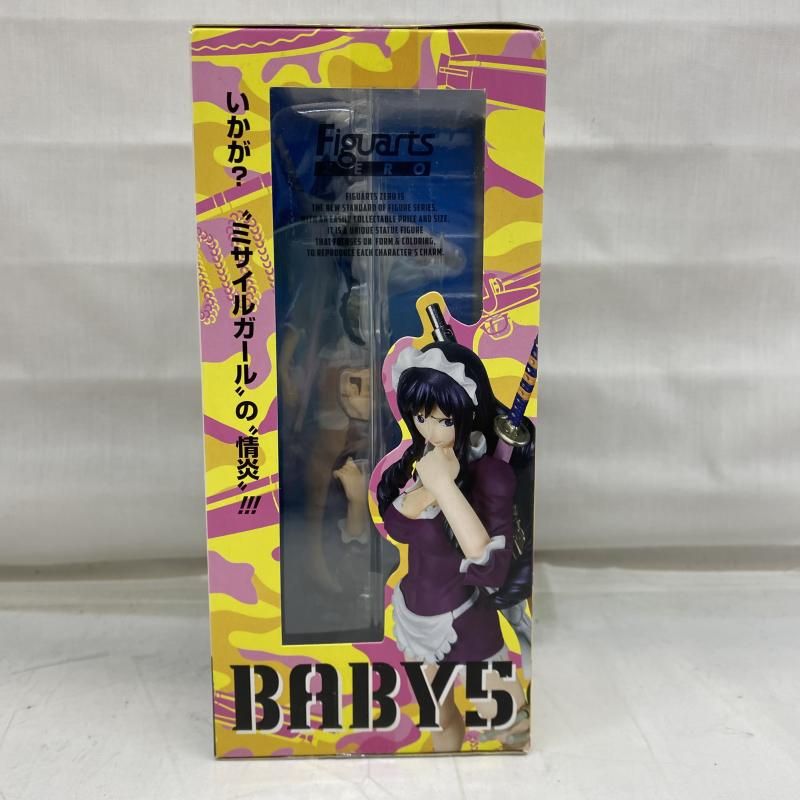 いかが? 〝ミサイルガール〟の〝情炎〟!!!
Figuarts
ZERO
FIGUARTS ZERO IS
THE NEW STANDARD OF FIGURE SERIES,
WITH AN EASILY COLLECTABLE PRICE AND SIZE.
IT IS A UNIQUE STATUE FIGURE
THAT FOCUSES ON FORM & COLORING,
TO REPRODUCE EACH CHARACTER'S CHARM.
BABY5